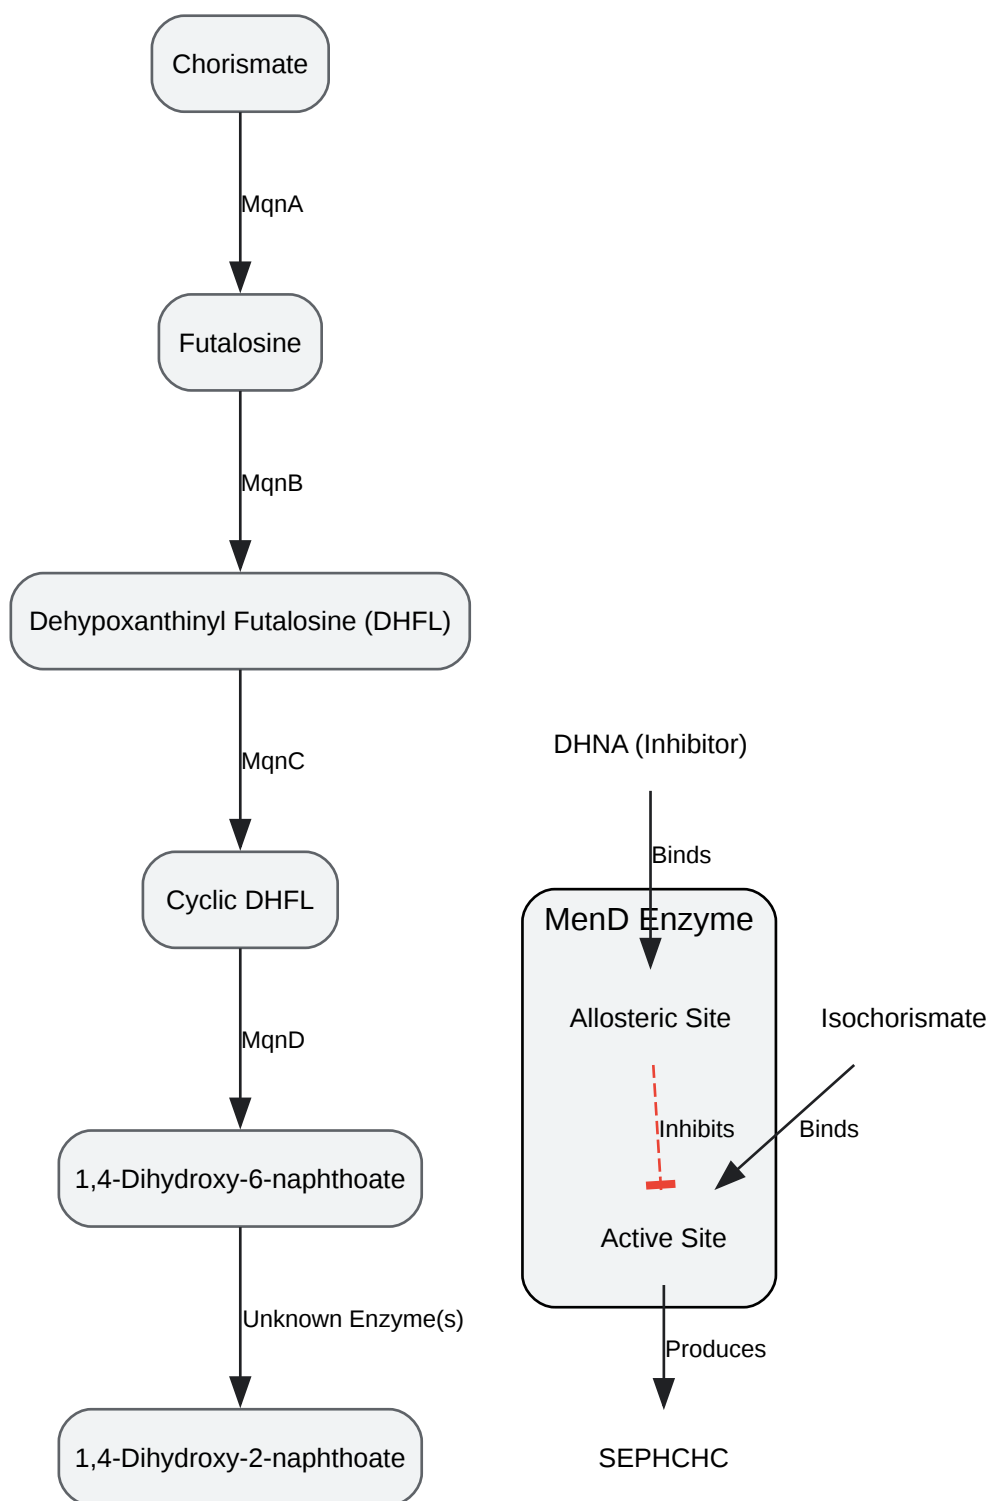 Chorismate
MqnA
Futalosine
MqnB
Dehypoxanthinyl Futalosine (DHFL)
MqnC
Cyclic DHFL
MqnD
1,4-Dihydroxy-6-naphthoate
Unknown Enzyme(s)
1,4-Dihydroxy-2-naphthoate
DHNA (Inhibitor)
Binds
MenD Enzyme
Allosteric Site
Isochorismate
Inhibits
Binds
Active Site
Produces
SEPHCHC